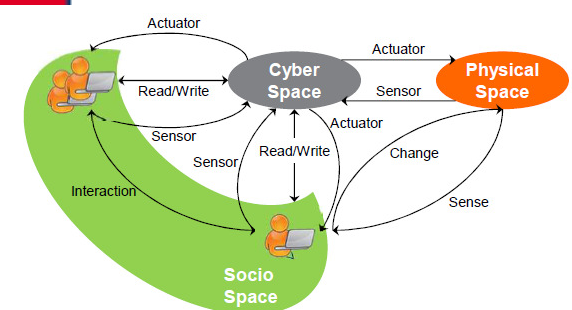 Actuator
Actuator
Cyber
Space
Physical
Space
Read/Write
Sensor
Actuator
Sensor
Sensor
Read/Write
Change
Interaction
Sense
Socio
Space